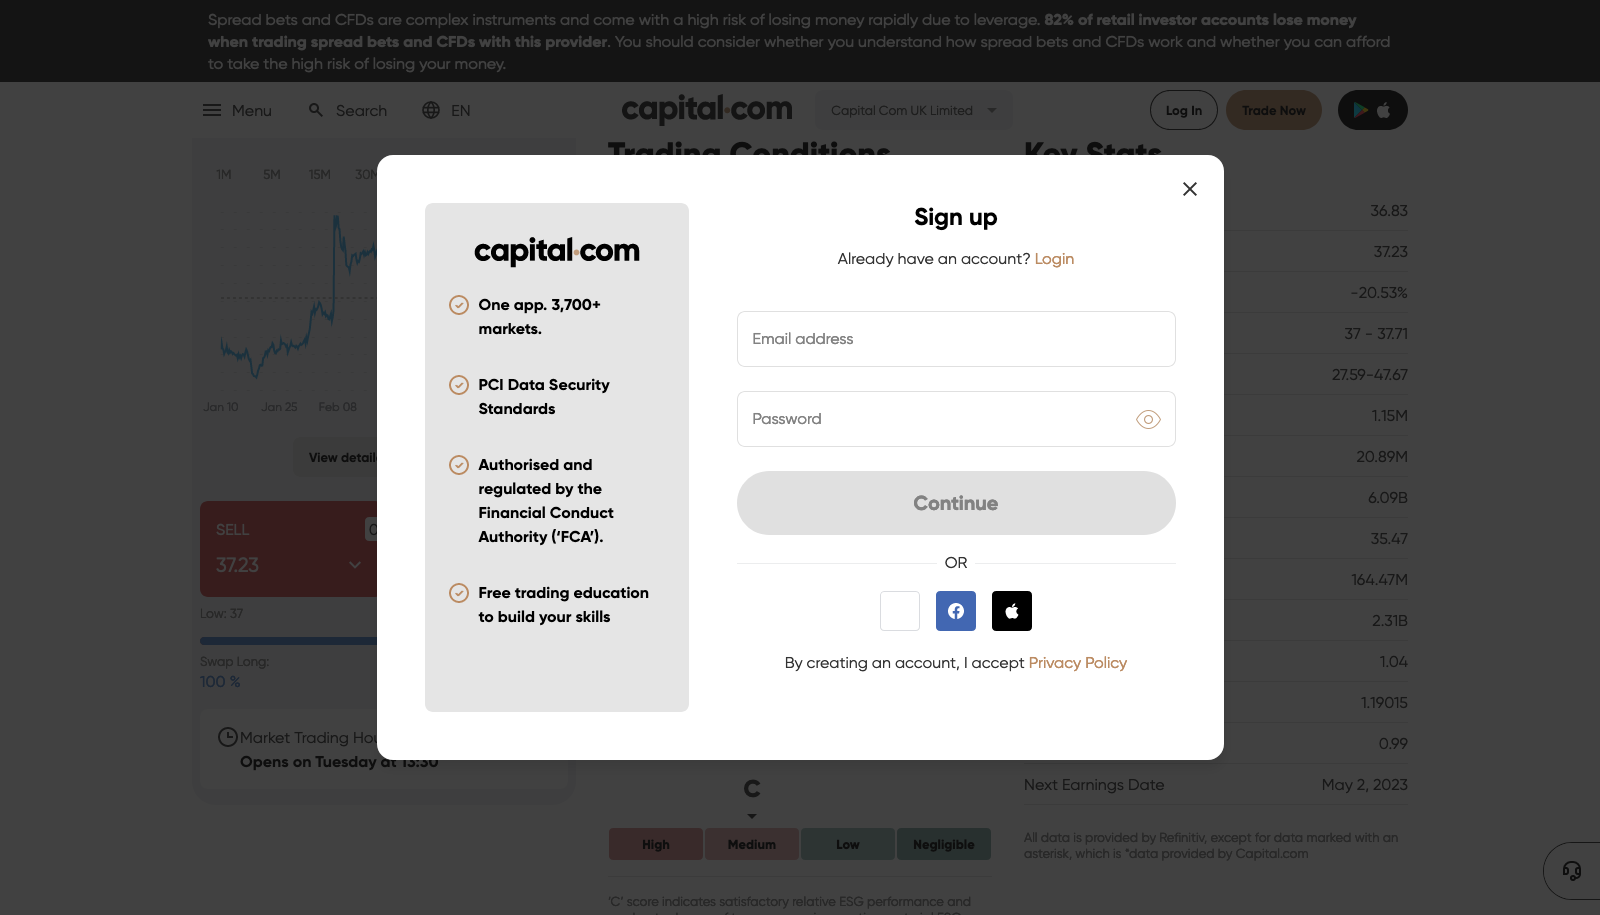 Spread bets and CFDs are complex instruments and come with a high risk of losing money rapidly due to leverage. 82% of retail investor accounts lose money
when trading spread bets and CFDs with this provider. You should consider whether you understand how spread bets and CFDs work and whether you can afford
to take the high risk of losing your money.
Menu
Search
EN
capital.com
Capital Com UK Limited
Log In
Trade Now
Trading Conditions
Key Stats
1M 5M 15M 30M
Jan 10 Jan 25 Feb 08
View detaile
SELL
37.23
Low: 37
Swap Long:
100 %
Market Trading Hou
Opens on Tuesday at 13:30
capital.com
One app. 3,700+
markets.
PCI Data Security
Standards
Authorised and
regulated by the
Financial Conduct
Authority (‘FCA’).
Free trading education
to build your skills
Sign up
Already have an account? Login
Email address
Password
Continue
OR
By creating an account, I accept Privacy Policy
36.83
37.23
-20.53%
37 - 37.71
27.59-47.67
1.15M
20.89M
6.09B
35.47
164.47M
2.31B
1.04
1.19015
0.99
Next Earnings Date May 2, 2023
All data is provided by Refinitiv, except for data marked with an
asterisk, which is *data provided by Capital.com
C
High Medium Low Negligible
'C' score indicates satisfactory relative ESG performance and